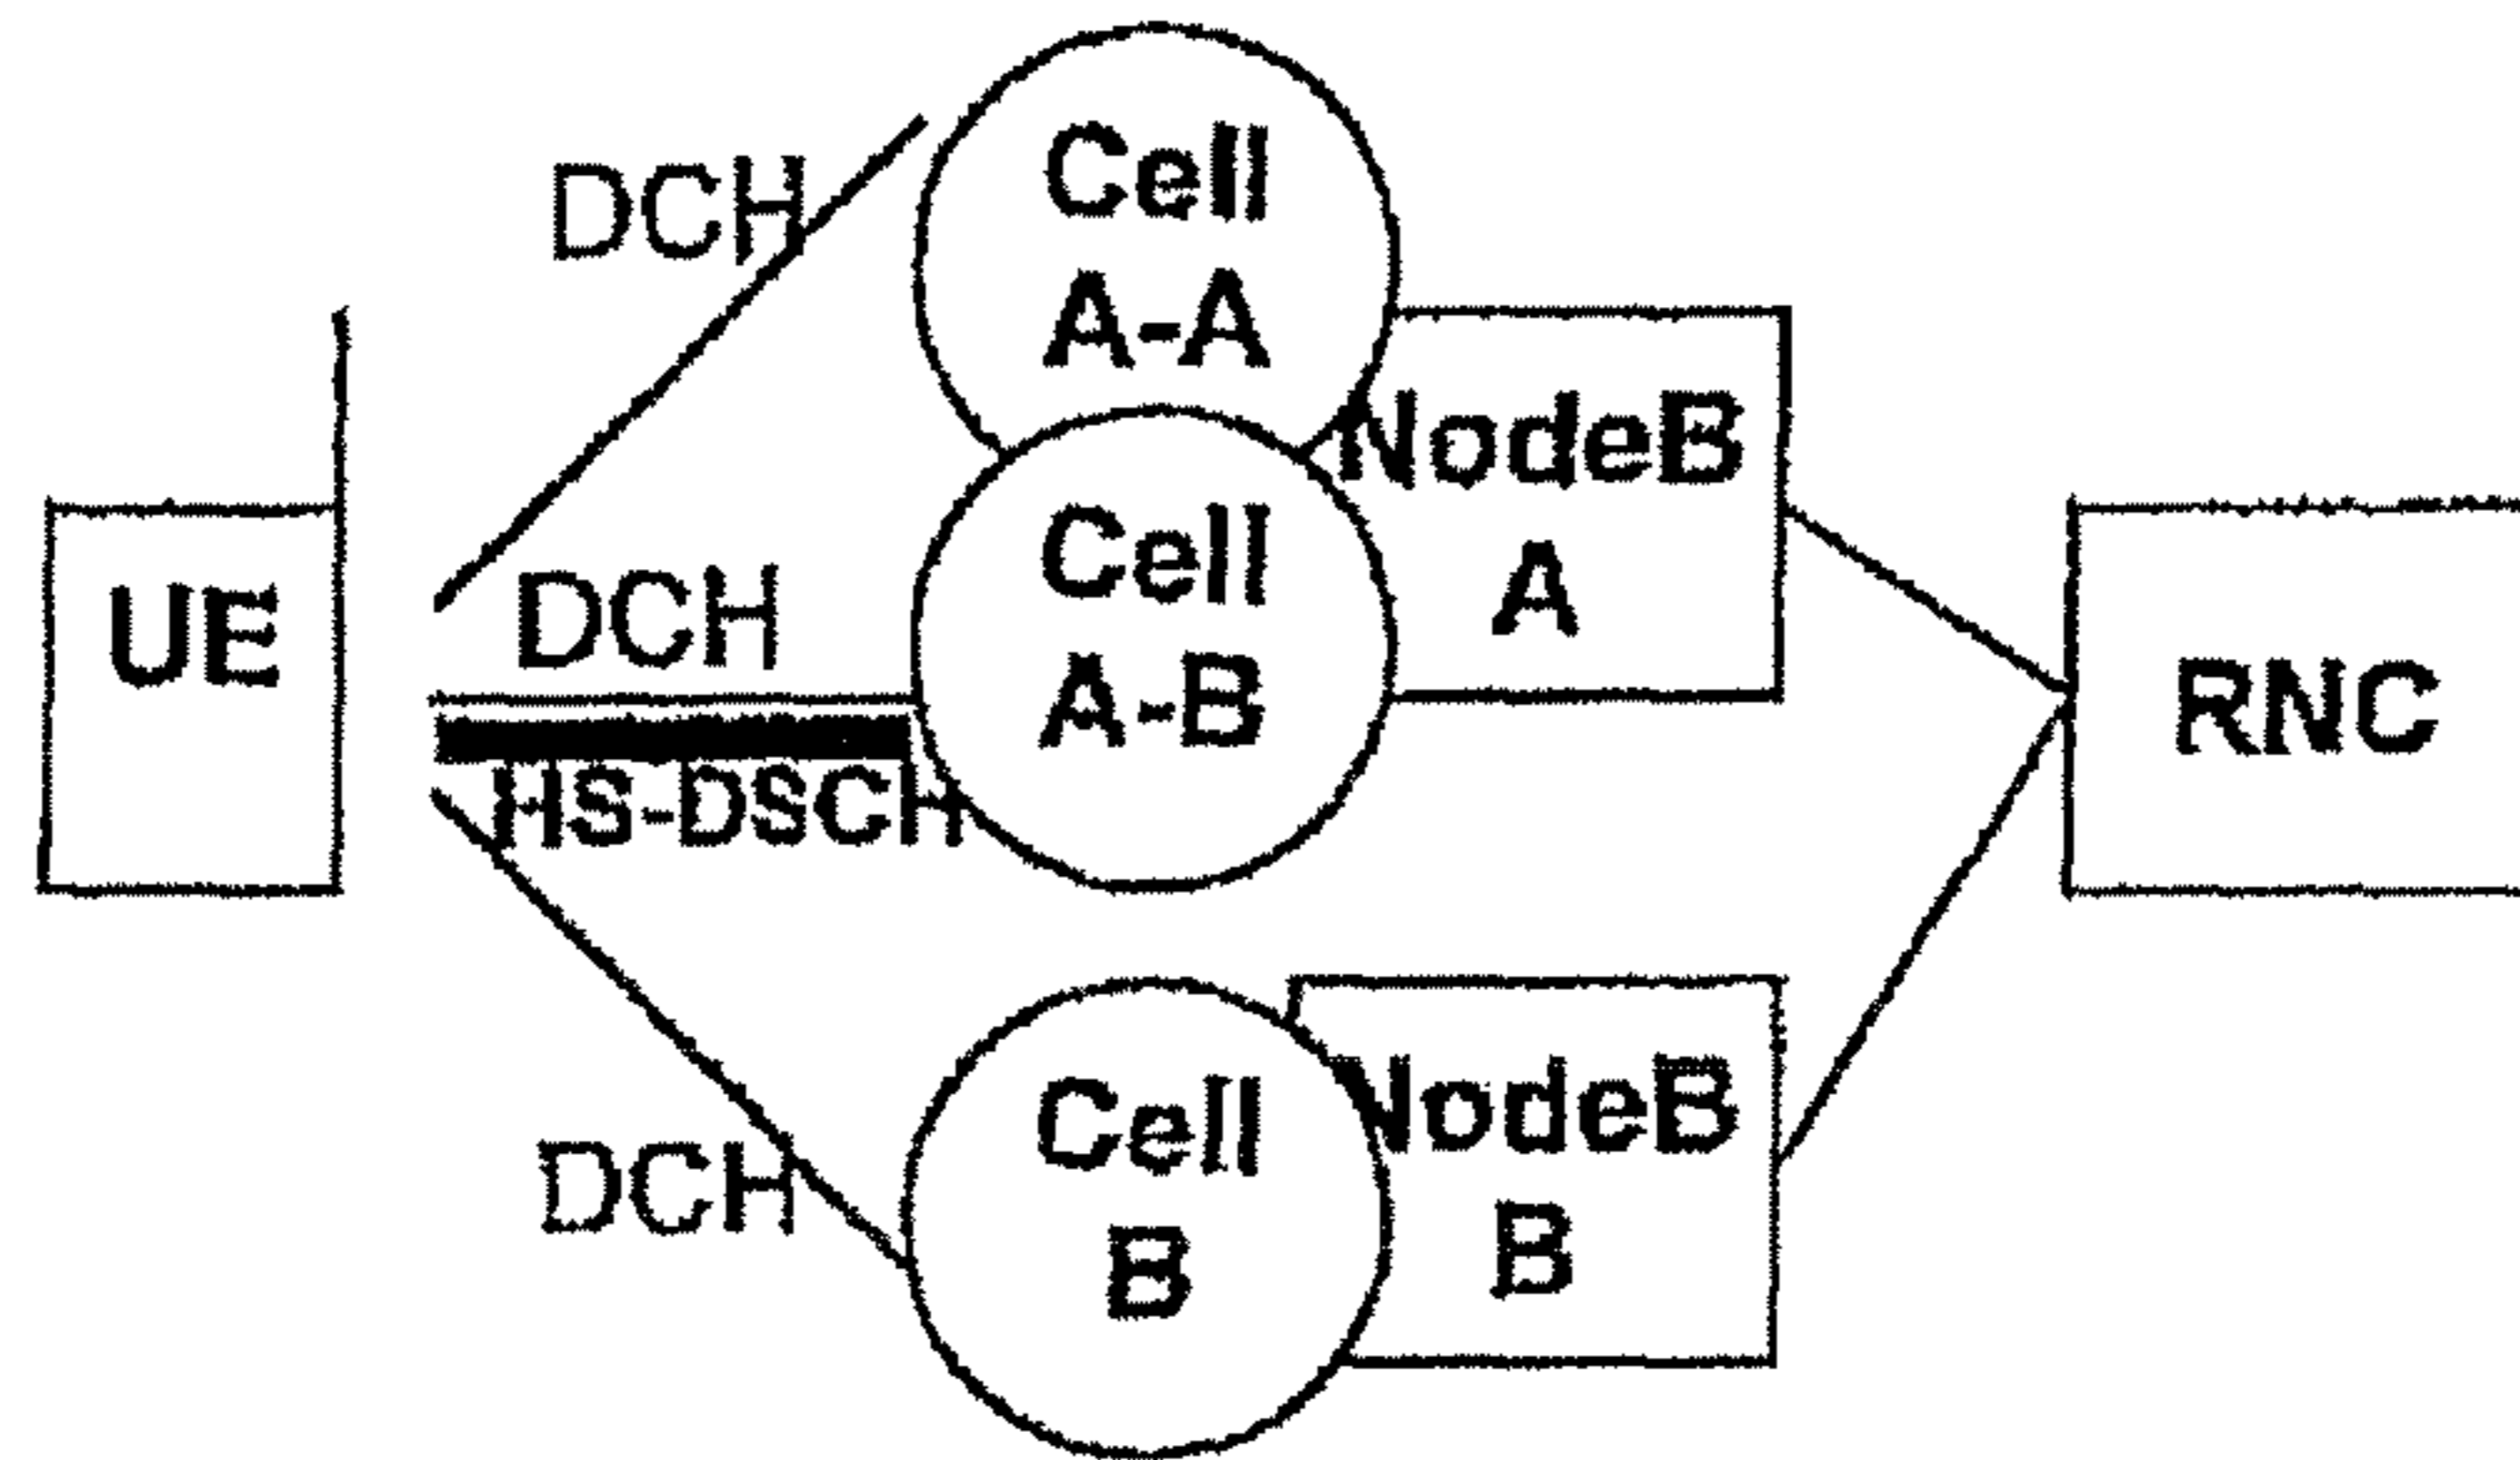 DCH
Cell
A-A
NodeB
A
UE
DCH
Cell
A-B
HS-DSCH
RNC
DCH
Cell
B
NodeB
B